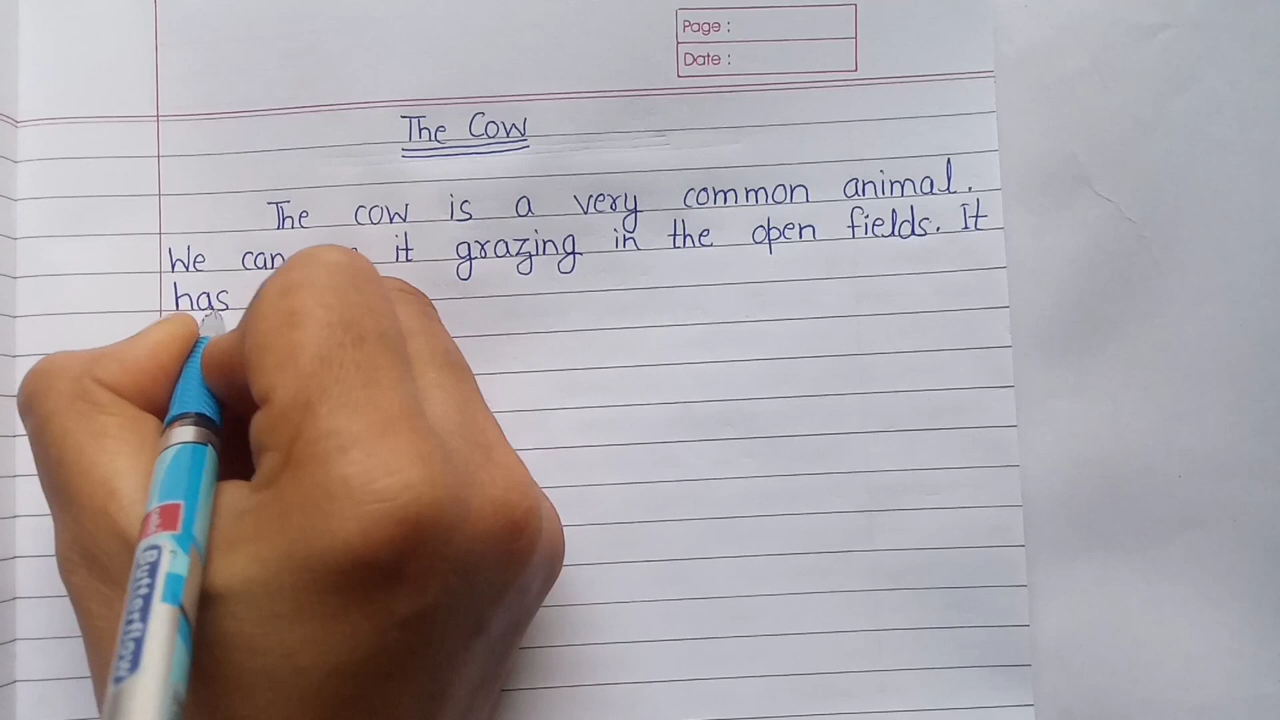 Page :
Date :
The Cow
The cow is a very common animal.
We can it grazing in the open fields. It
has
Butterflow